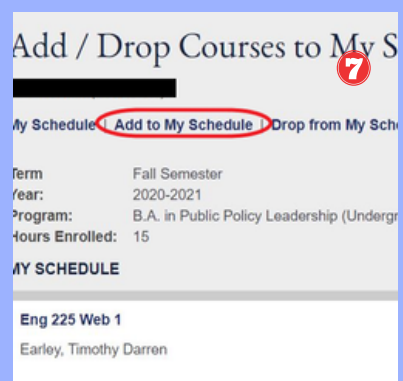 Add / Drop Courses to My S
7
My Schedule | Add to My Schedule | Drop from My Sch
Term Fall Semester
Year: 2020-2021
Program: B.A. in Public Policy Leadership (Undergr
Hours Enrolled: 15
MY SCHEDULE
Eng 225 Web 1
Earley, Timothy Darren